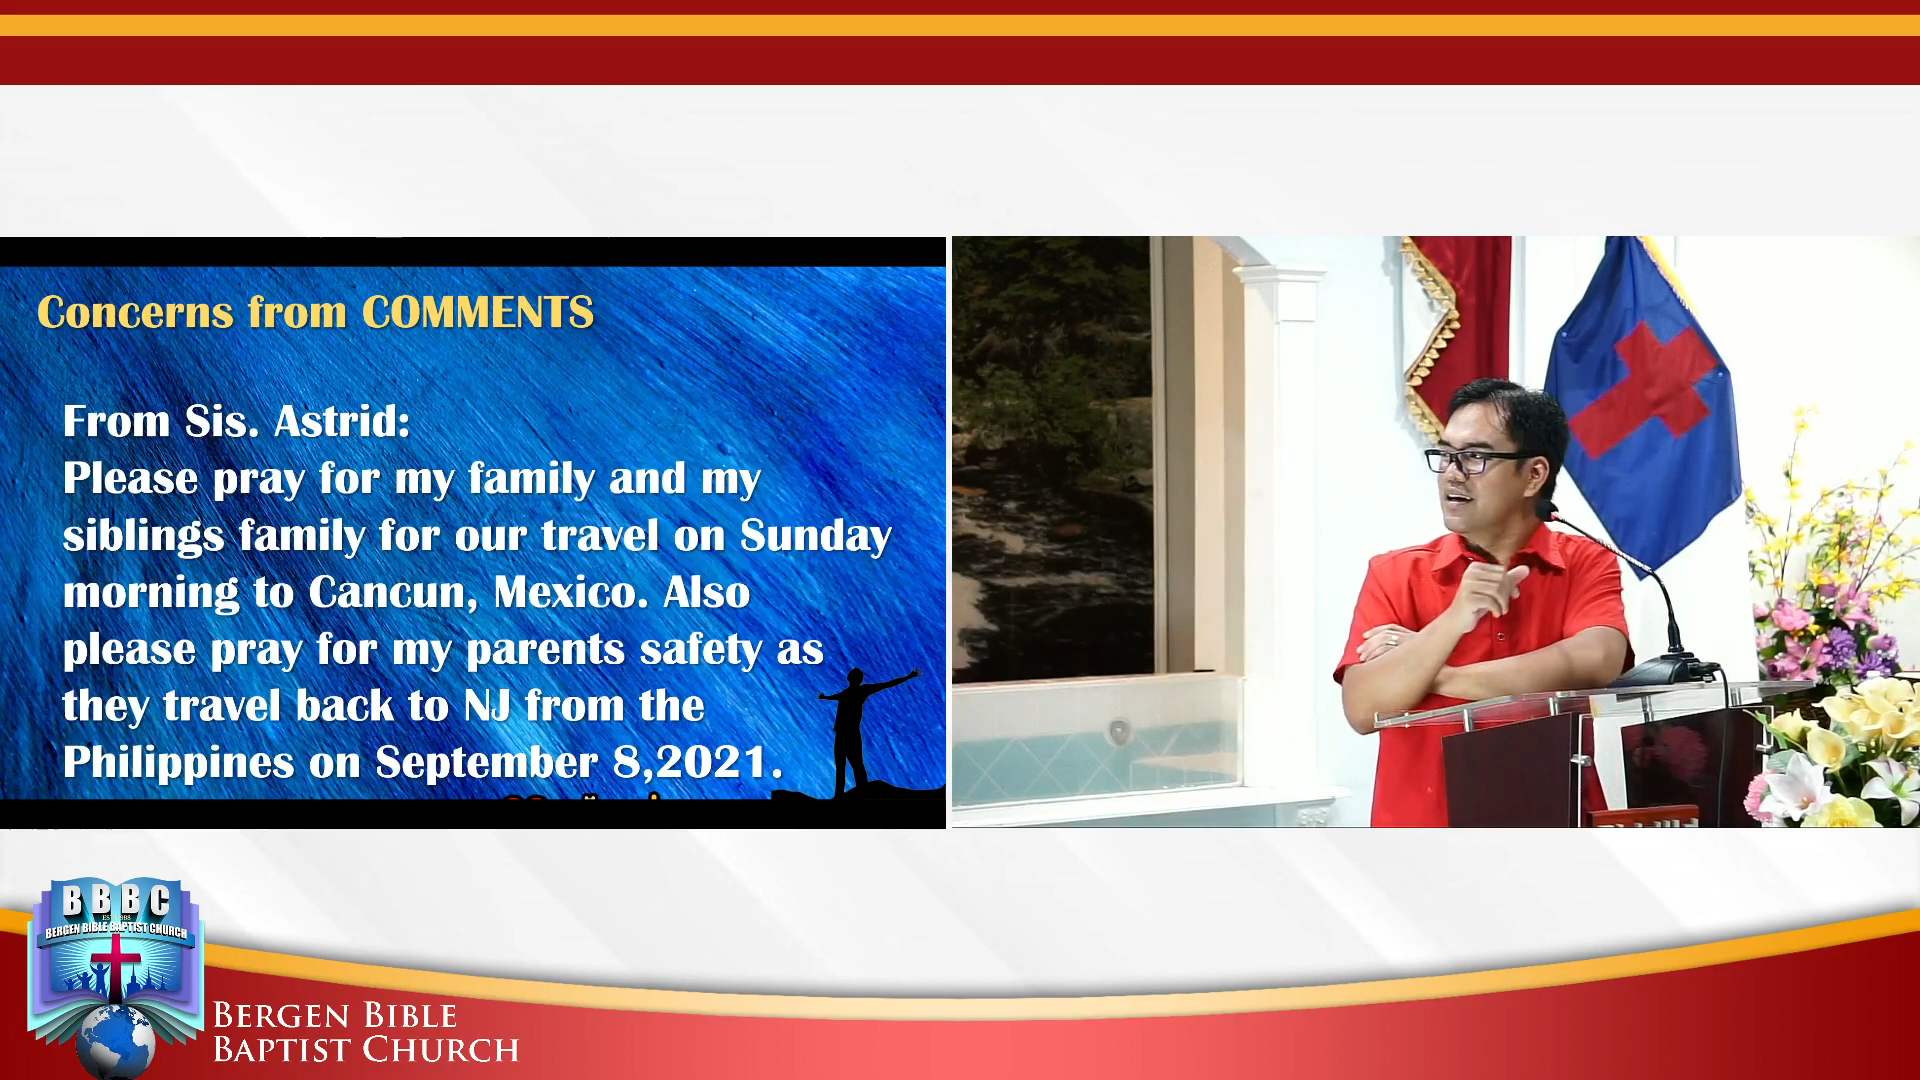 Concerns from COMMENTS
From Sis. Astrid:
Please pray for my family and my
siblings family for our travel on Sunday
morning to Cancun, Mexico. Also
please pray for my parents safety as
they travel back to NJ from the
Philippines on September 8,2021.
B B B C
BERGEN BIBLE BAPTIST CHURCH
BERGEN BIBLE
BAPTIST CHURCH